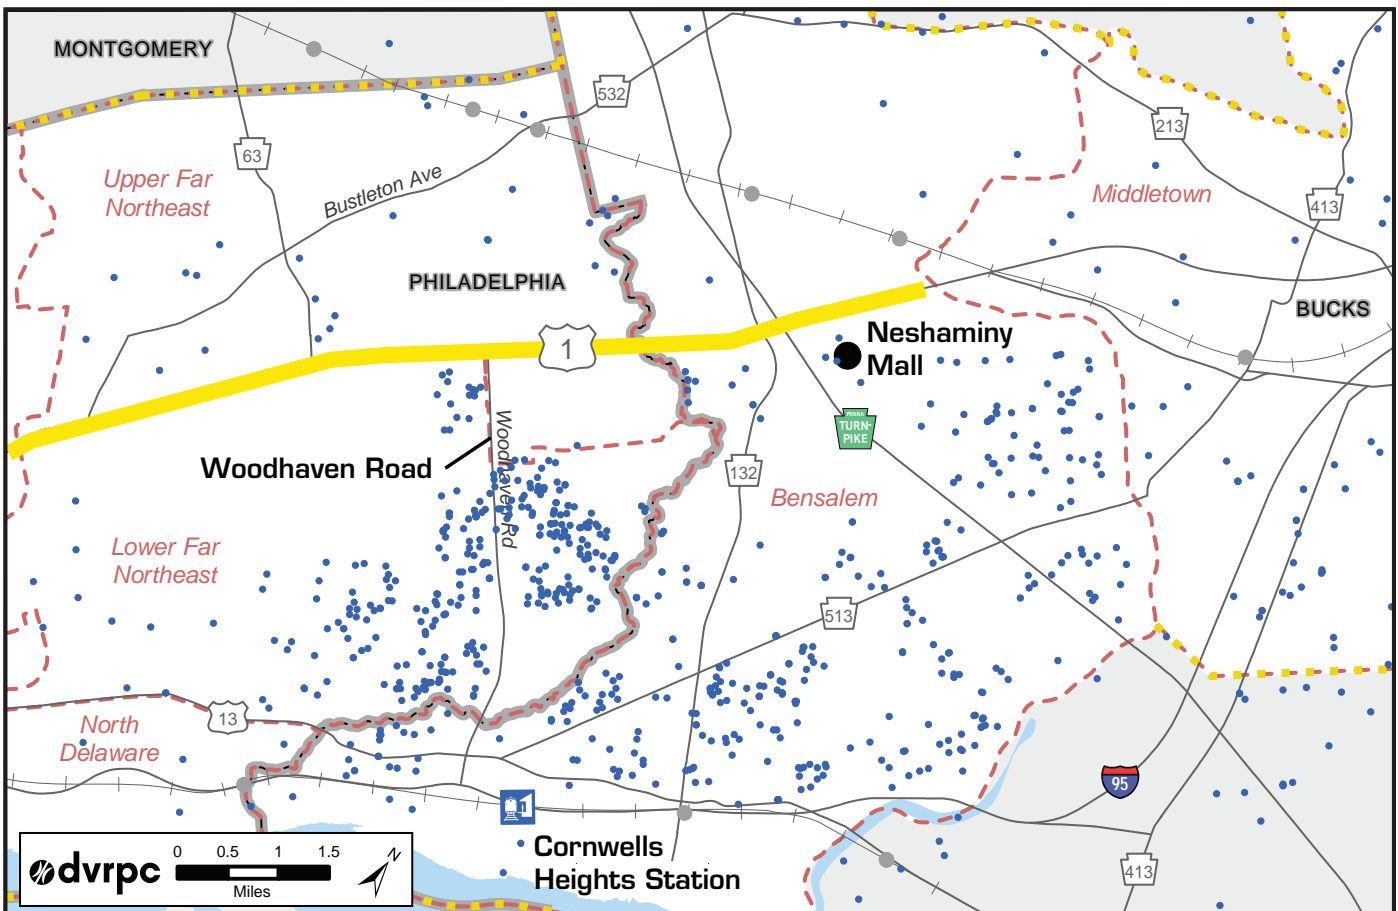 MONTGOMERY
532
213
63
Upper Far
Northeast
Bustleton Ave
Middletown
413
PHILADELPHIA
BUCKS
1
Neshaminy
Mall
PENNA
TURN-
PIKE
Woodhaven Road
Woodhaven Rd
132
Bensalem
Lower Far
Northeast
513
North
Delaware
13
95
Cornwells
Heights Station
413
dvrpc
0 0.5 1 1.5
Miles
N